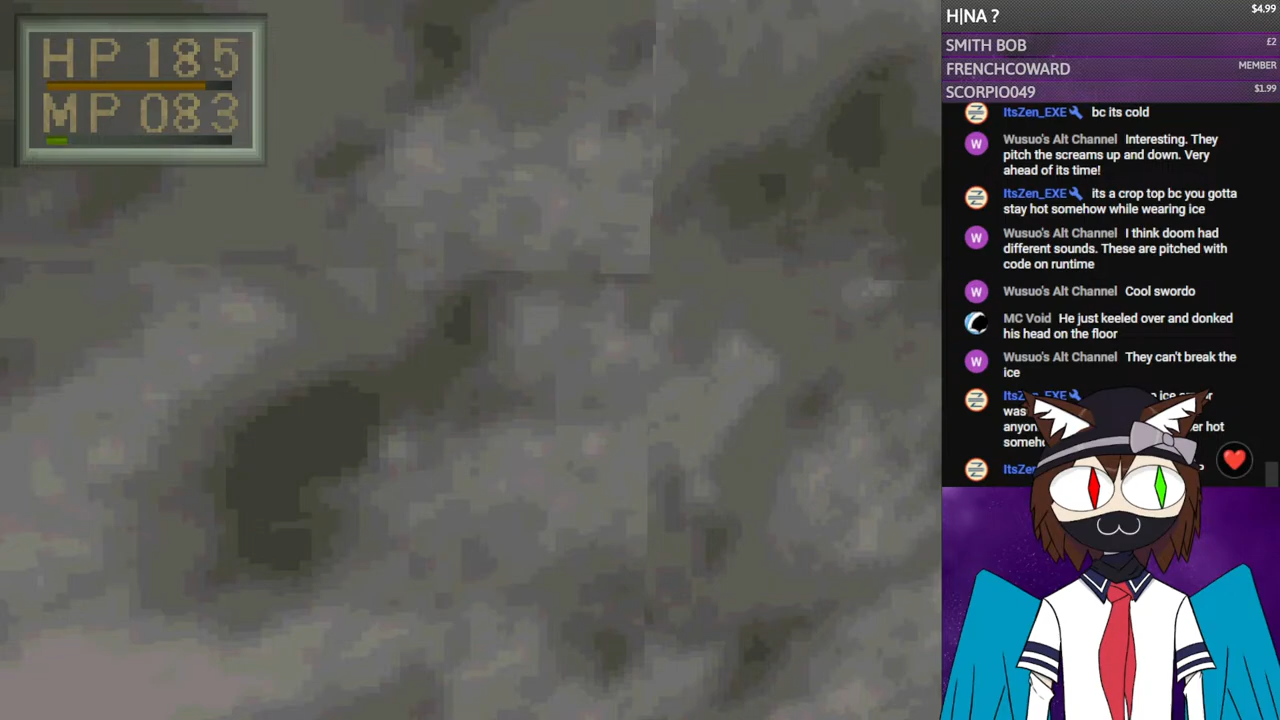 HP 185
MP 083
H|NA ?
$4.99
SMITH BOB
£2
FRENCHCOWARD
MEMBER
SCORPIO049
$1.99
ItsZen_EXE bc its cold
Wusuo's Alt Channel Interesting. They
pitch the screams up and down. Very
ahead of its time!
ItsZen_EXE its a crop top bc you gotta
stay hot somehow while wearing ice
Wusuo's Alt Channel I think doom had
different sounds. These are pitched with
code on runtime
Wusuo's Alt Channel Cool swordo
MC Void He just keeled over and donked
his head on the floor
Wusuo's Alt Channel They can't break the
ice
ice
was
hot